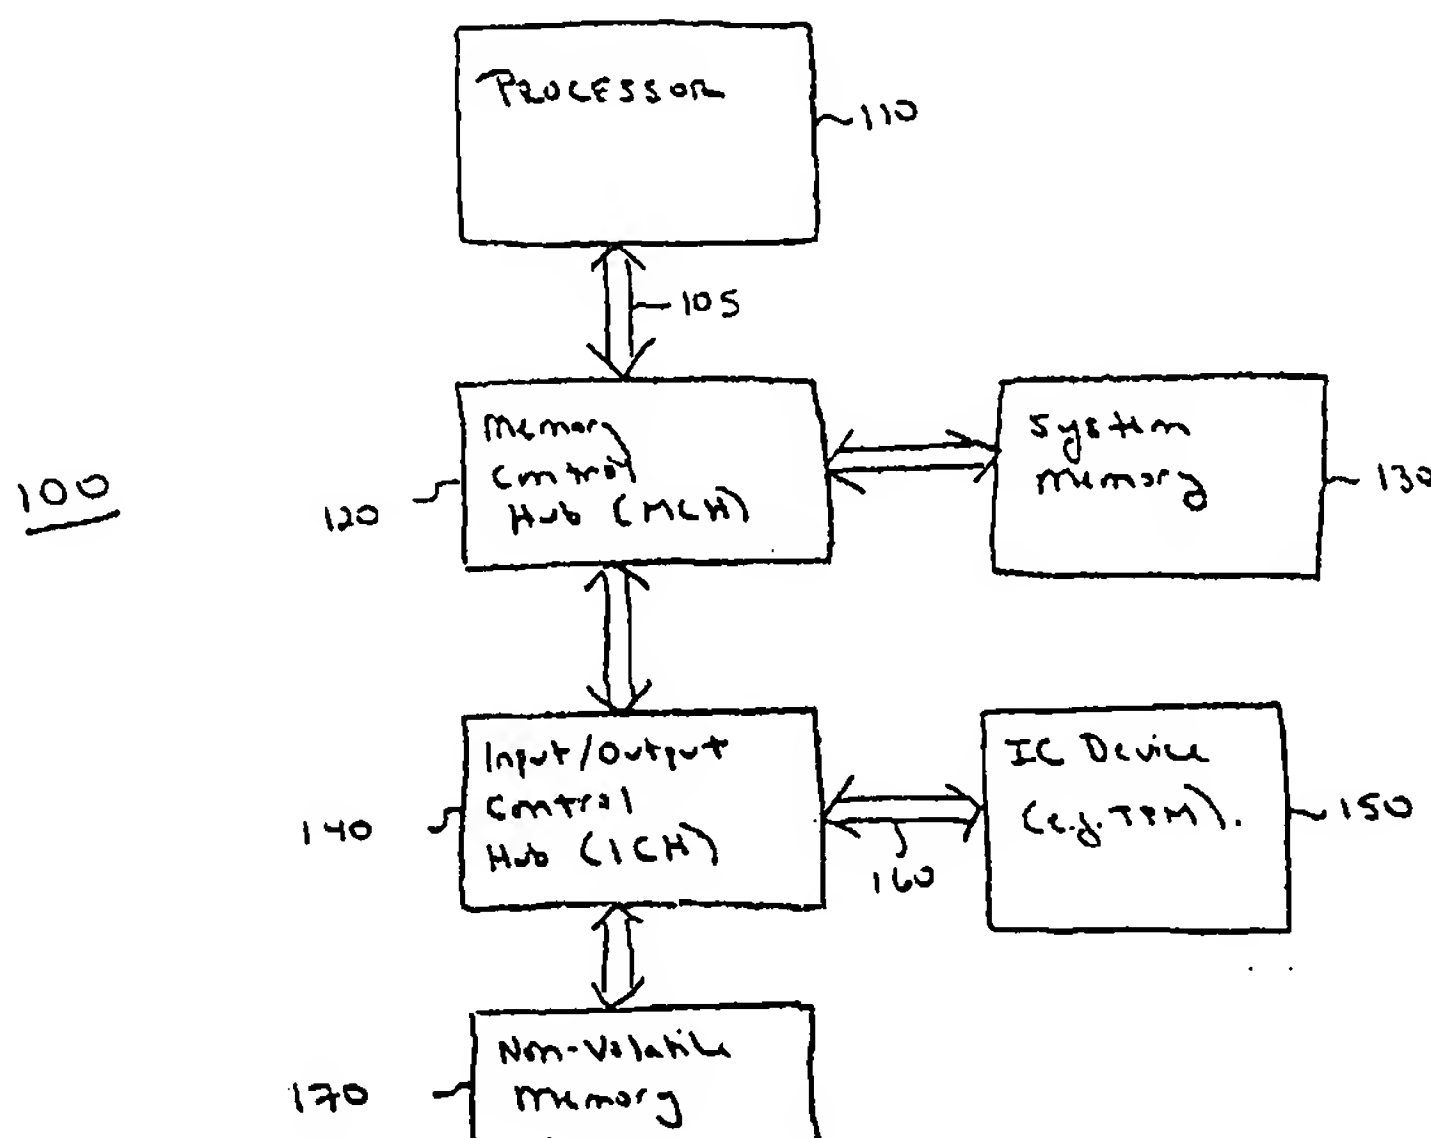 PROCESSOR
110
105
Memory
Control
Hub (MCH)
120
System
Memory
130
100
Input/Output
Control
Hub (ICH)
140
IC Device
(e.g. TPM).
150
160
Non-Volatile
Memory
170